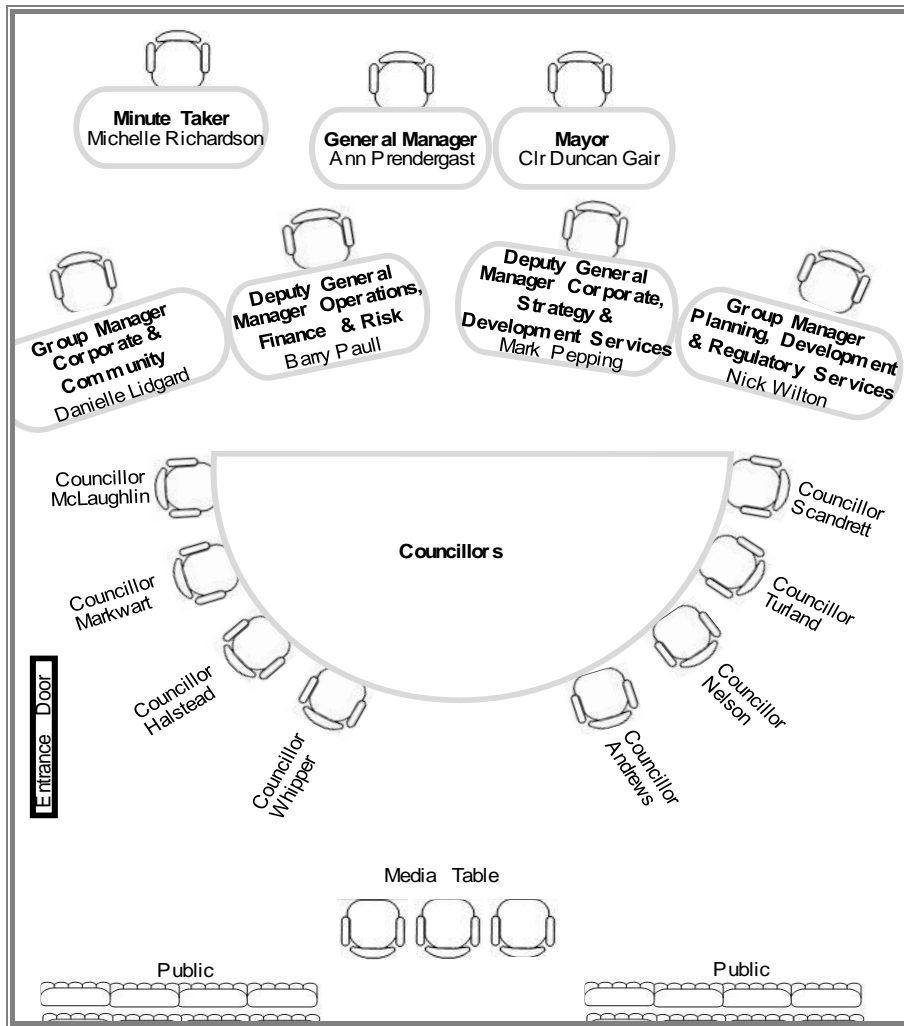 Minute Taker
Michelle Richardson
General Manager
Ann Prendergast
Mayor
Clr Duncan Gair
Group Manager
Corporate &
Community
Danielle Lidgard
Deputy General
Manager Operations,
Finance & Risk
Barry Paull
Deputy General
Manager Corporate,
Strategy &
Development Services
Mark Pepping
Group Manager
Planning, Development
& Regulatory Services
Nick Wilton
Councillor
McLaughlin
Councillor
Scandrett
Councillors
Councillor
Markwart
Councillor
Turland
Councillor
Halstead
Councillor
Nelson
Entrance Door
Councillor
Whipper
Councillor
Andrews
Media Table
Public
Public